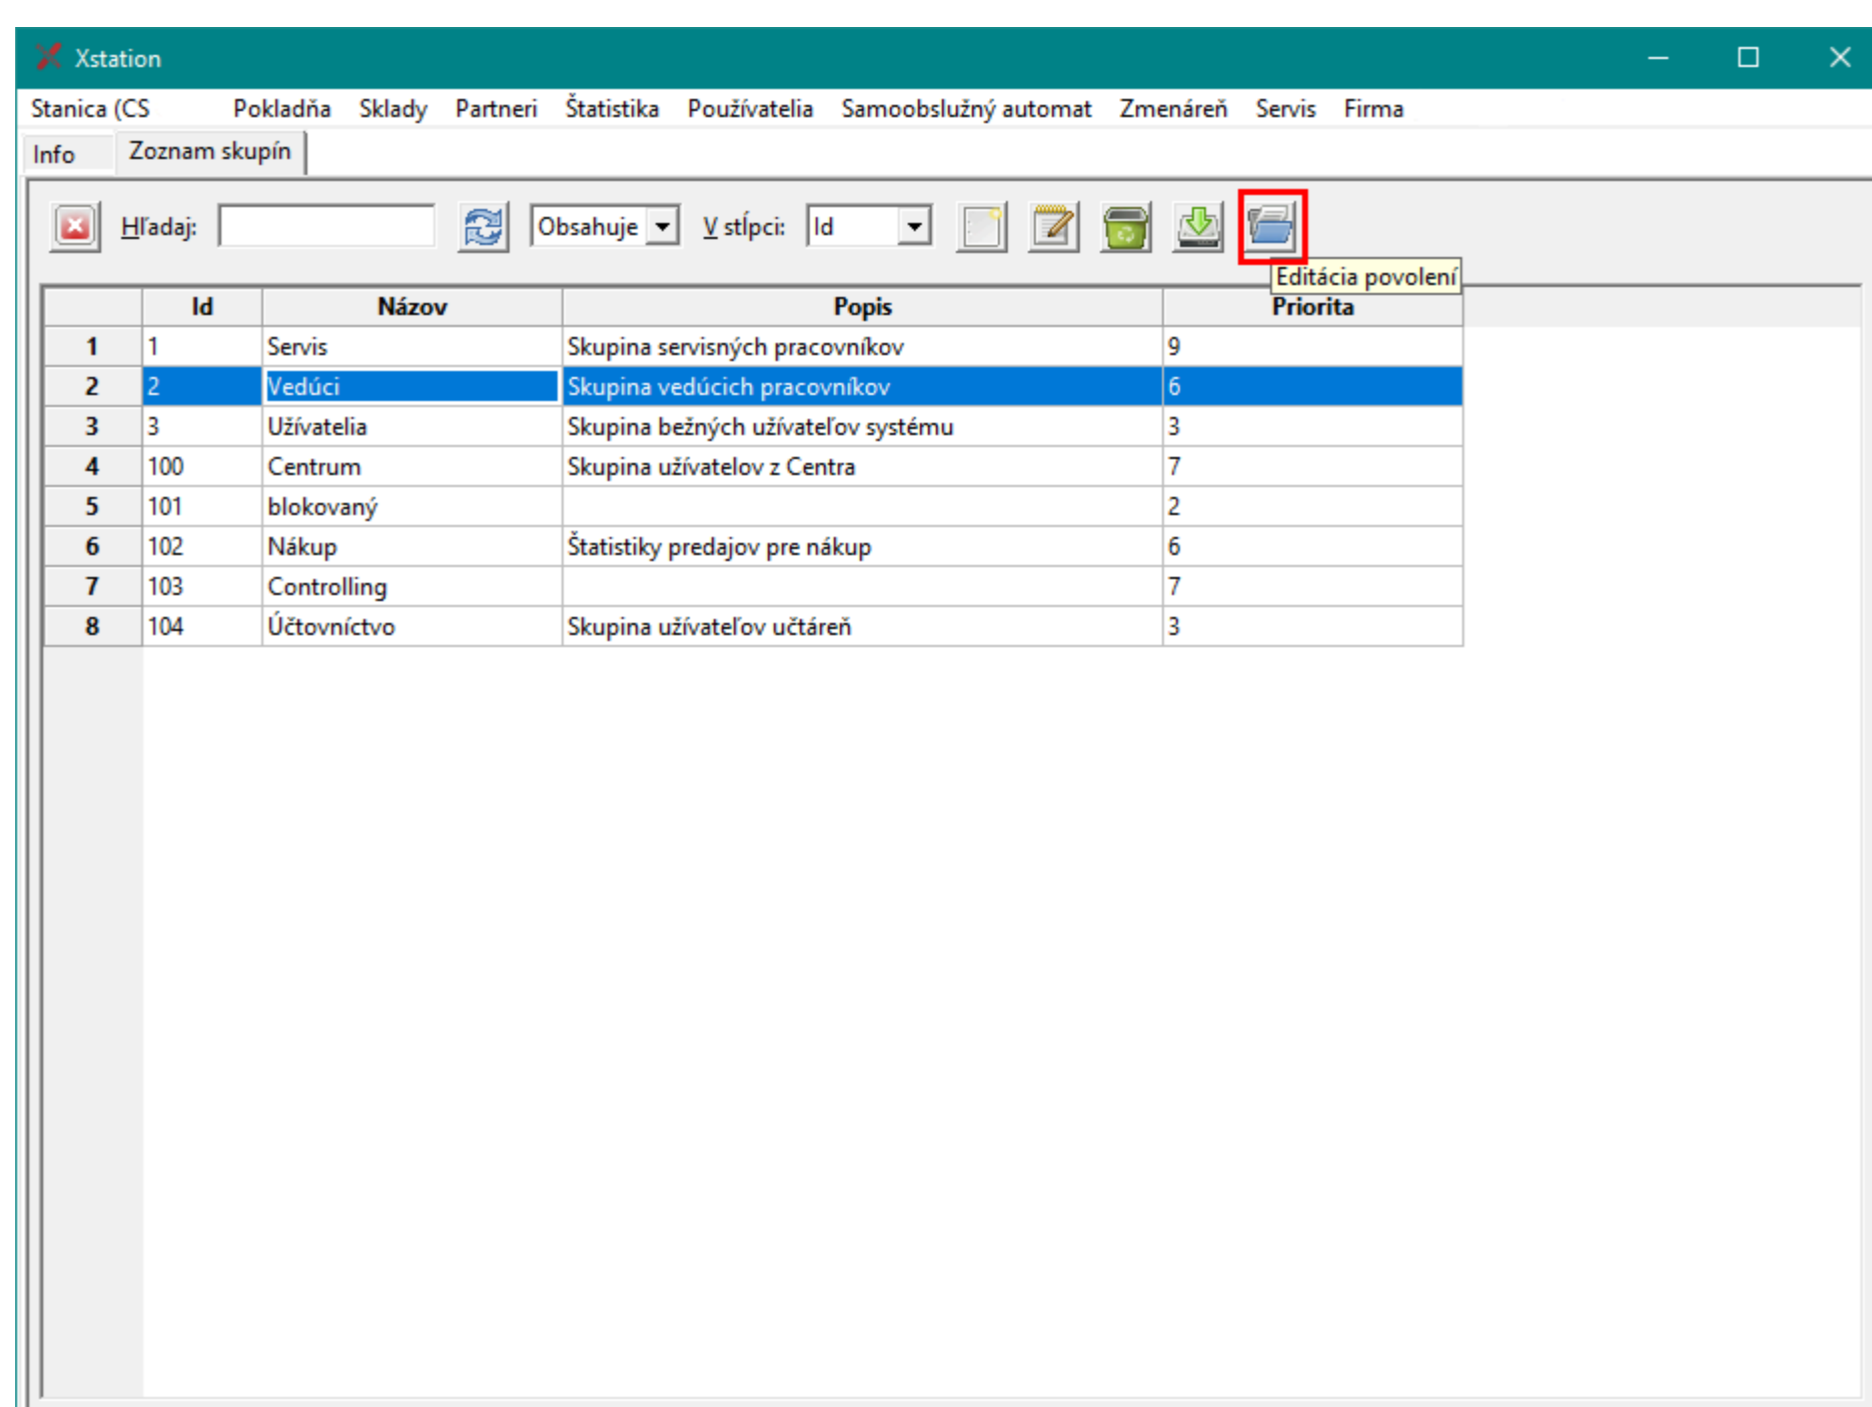 Xstation
Stanica (CS Pokladňa Sklady Partneri Štatistika Používatelia Samoobslužný automat Zmenáreň Servis Firma
Info Zoznam skupín
Hľadaj: Obsahuje V stĺpci: Id
Editácia povolení
Id Názov Popis Priorita
1 1 Servis Skupina servisných pracovníkov 9
2 2 Vedúci Skupina vedúcich pracovníkov 6
3 3 Užívatelia Skupina bežných užívateľov systému 3
4 100 Centrum Skupina užívatelov z Centra 7
5 101 blokovaný 2
6 102 Nákup Štatistiky predajov pre nákup 6
7 103 Controlling 7
8 104 Účtovníctvo Skupina užívateľov učtáreň 3